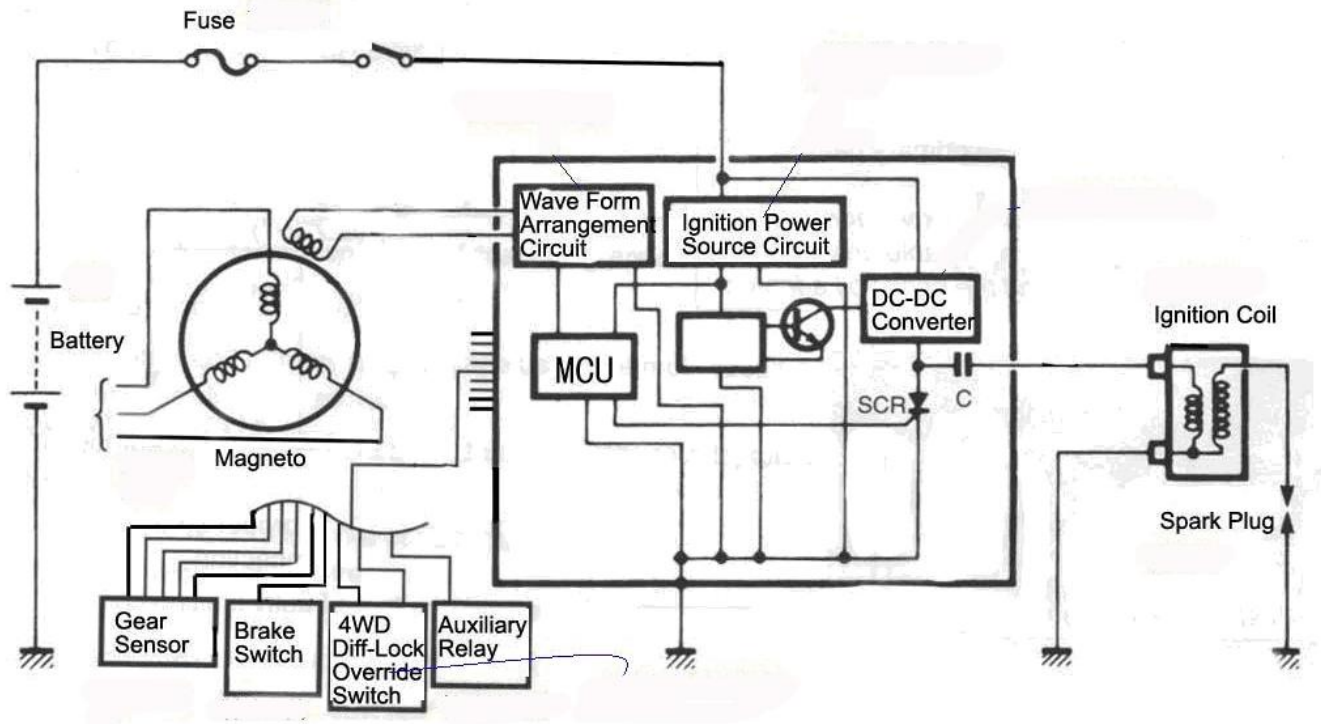 Fuse
Wave Form
Arrangement
Circuit
Ignition Power
Source Circuit
DC-DC
Converter
Ignition Coil
Battery
MCU
SCR
C
Magneto
Spark Plug
Gear
Sensor
Brake
Switch
4WD
Diff-Lock
Override
Switch
Auxiliary
Relay